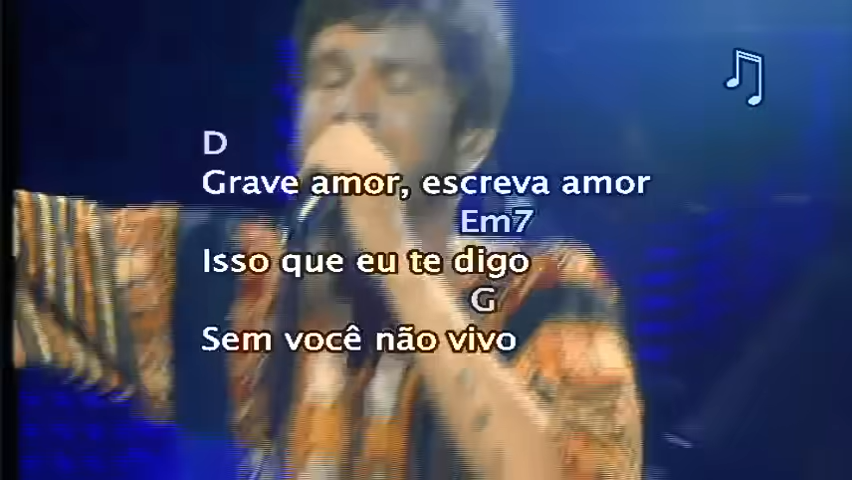 D
Grave amor, escreva amor
Em7
Isso que eu te digo
G
Sem você não vivo